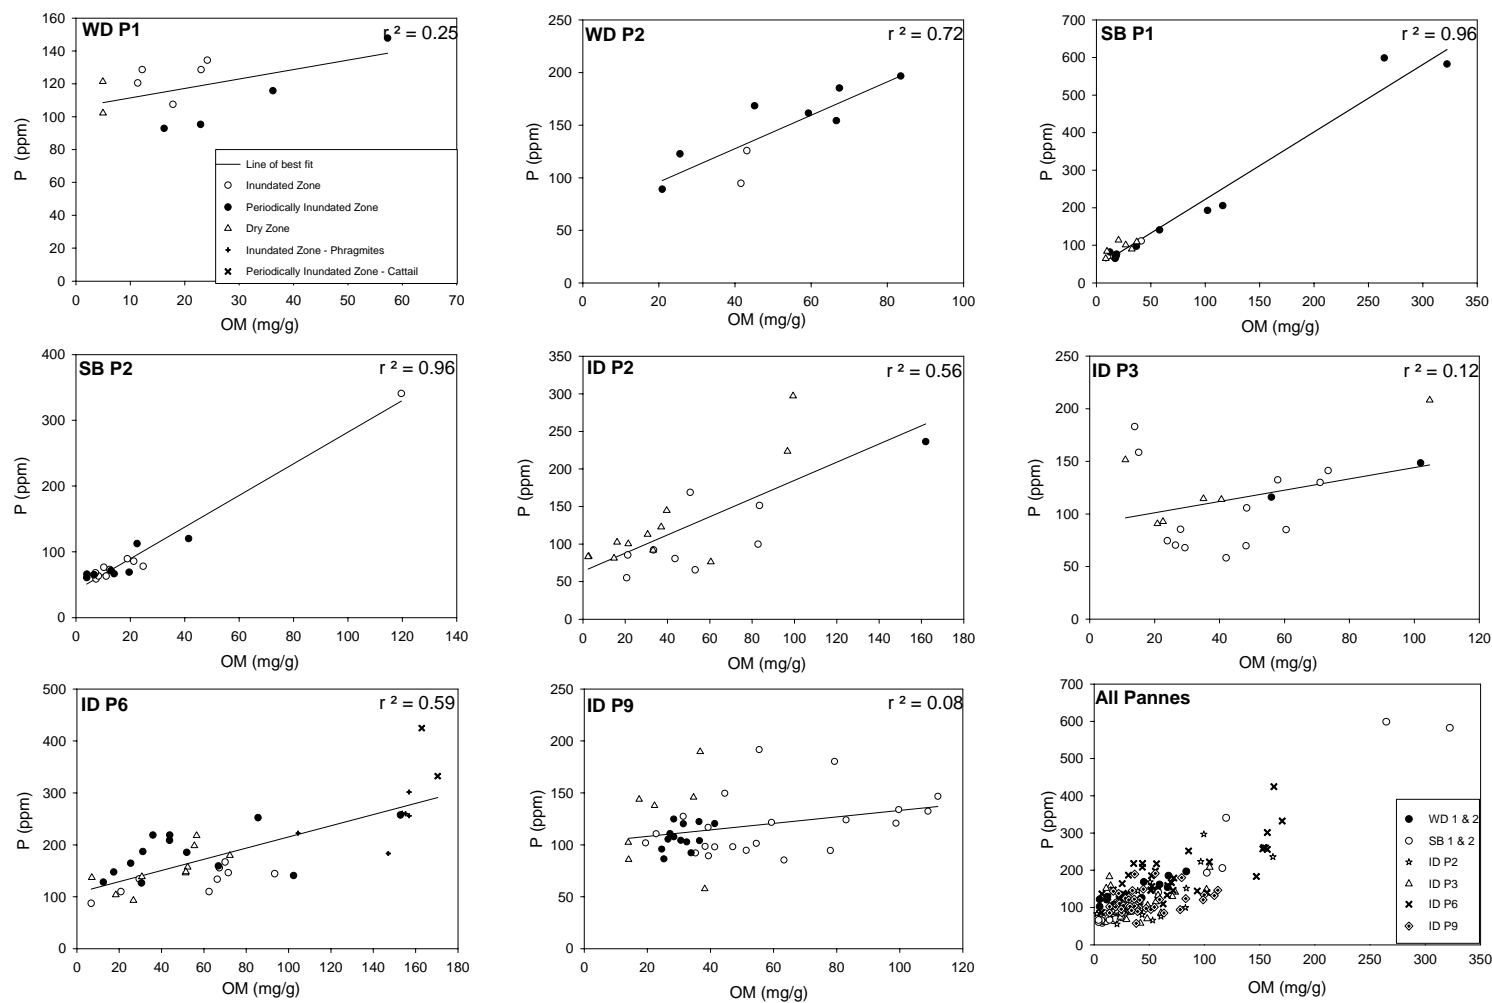 WD P1
r ² = 0.25
P (ppm)
160
140
120
100
80
60
40
20
0
Line of best fit
Inundated Zone
Periodically Inundated Zone
Dry Zone
Inundated Zone - Phragmites
Periodically Inundated Zone - Cattail
0 10 20 30 40 50 60 70
OM (mg/g)
WD P2
r ² = 0.72
P (ppm)
250
200
150
100
50
0
0 20 40 60 80 100
OM (mg/g)
SB P1
r ² = 0.96
P (ppm)
700
600
500
400
300
200
100
0
0 50 100 150 200 250 300 350
OM (mg/g)
SB P2
r ² = 0.96
P (ppm)
400
300
200
100
0
0 20 40 60 80 100 120 140
OM (mg/g)
ID P2
r ² = 0.56
P (ppm)
350
300
250
200
150
100
50
0
0 20 40 60 80 100 120 140 160 180
OM (mg/g)
ID P3
r ² = 0.12
P (ppm)
250
200
150
100
50
0
0 20 40 60 80 100 120
OM (mg/g)
ID P6
r ² = 0.59
P (ppm)
500
400
300
200
100
0
0 20 40 60 80 100 120 140 160 180
OM (mg/g)
ID P9
r ² = 0.08
P (ppm)
250
200
150
100
50
0
0 20 40 60 80 100 120
OM (mg/g)
All Pannes
P (ppm)
700
600
500
400
300
200
100
0
WD 1 & 2
SB 1 & 2
ID P2
ID P3
ID P6
ID P9
0 50 100 150 200 250 300 350
OM (mg/g)